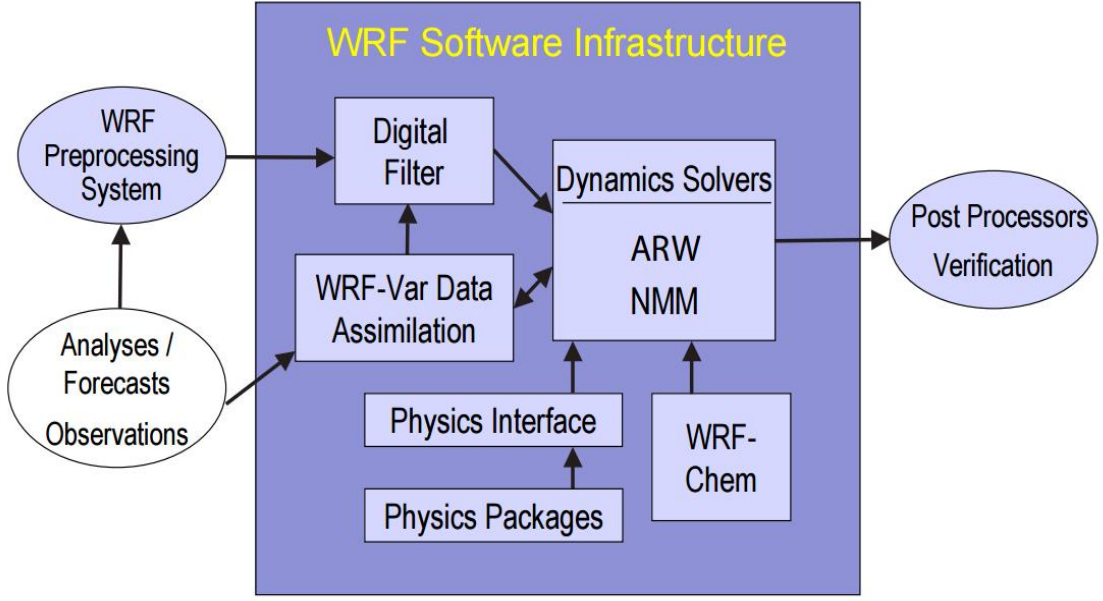 WRF Software Infrastructure
WRF
Preprocessing
System
Digital
Filter
Dynamics Solvers
ARW
NMM
Post Processors
Verification
WRF-Var Data
Assimilation
Analyses /
Forecasts
Observations
Physics Interface
WRF-
Chem
Physics Packages